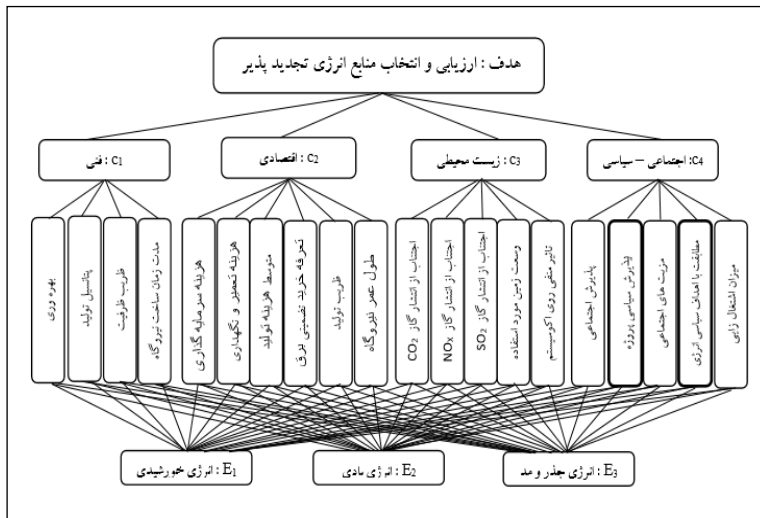 هدف : ارزیابی و انتخاب منابع انرژی تجدید پذیر
C1 : فنی
C2 : اقتصادی
C3 : زیست محیطی
C4: اجتماعی – سیاسی
بهره وری
پتانسیل تولید
ظریب ظرفیت
مدت زمان ساخت نیروگاه
هزینه سرمایه گذاری
هزینه تعمیر و نگهداری
متوسط هزینه تولید
تعرفه خرید تضمینی برق
ظریب تولید
طول عمر نیروگاه
اجتناب از انتشار گاز CO2
اجتناب از انتشار گاز NOx
اجتناب از انتشار گاز SO2
وسعت زمین مورد استفاده
تاثیر منفی روی اکوسیستم
پذیرش اجتماعی
پذیرش سیاسی پروژه
مزیت های اجتماعی
مطابقت با اهداف سیاسی انرژی
میزان اشتغال زایی
E1 : انرژی خورشیدی
E2 : انرژی بادی
E3 : انرژی جذر و مد